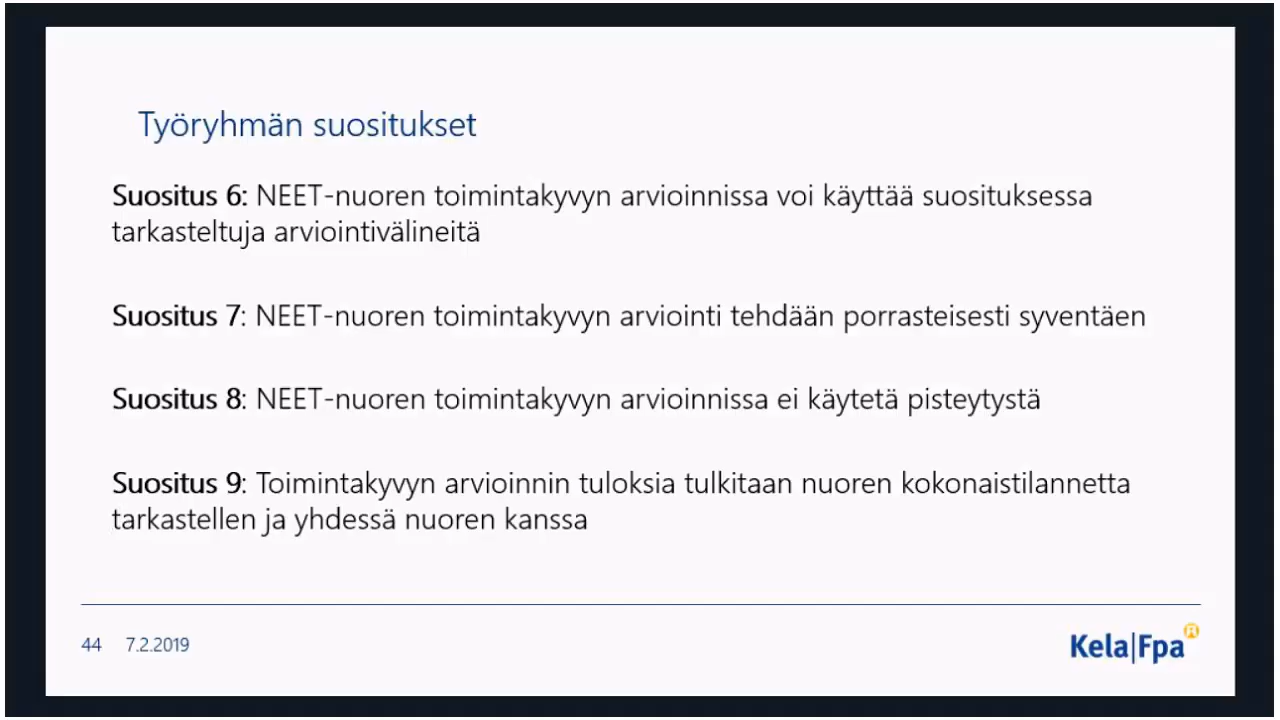 Työryhmän suositukset
Suositus 6: NEET-nuoren toimintakyvyn arvioinnissa voi käyttää suosituksessa
tarkasteltuja arviointivälineitä
Suositus 7: NEET-nuoren toimintakyvyn arviointi tehdään porrasteisesti syventäen
Suositus 8: NEET-nuoren toimintakyvyn arvioinnissa ei käytetä pisteytystä
Suositus 9: Toimintakyvyn arvioinnin tuloksia tulkitaan nuoren kokonaistilannetta
tarkastellen ja yhdessä nuoren kanssa
44 7.2.2019
Kela|Fpa